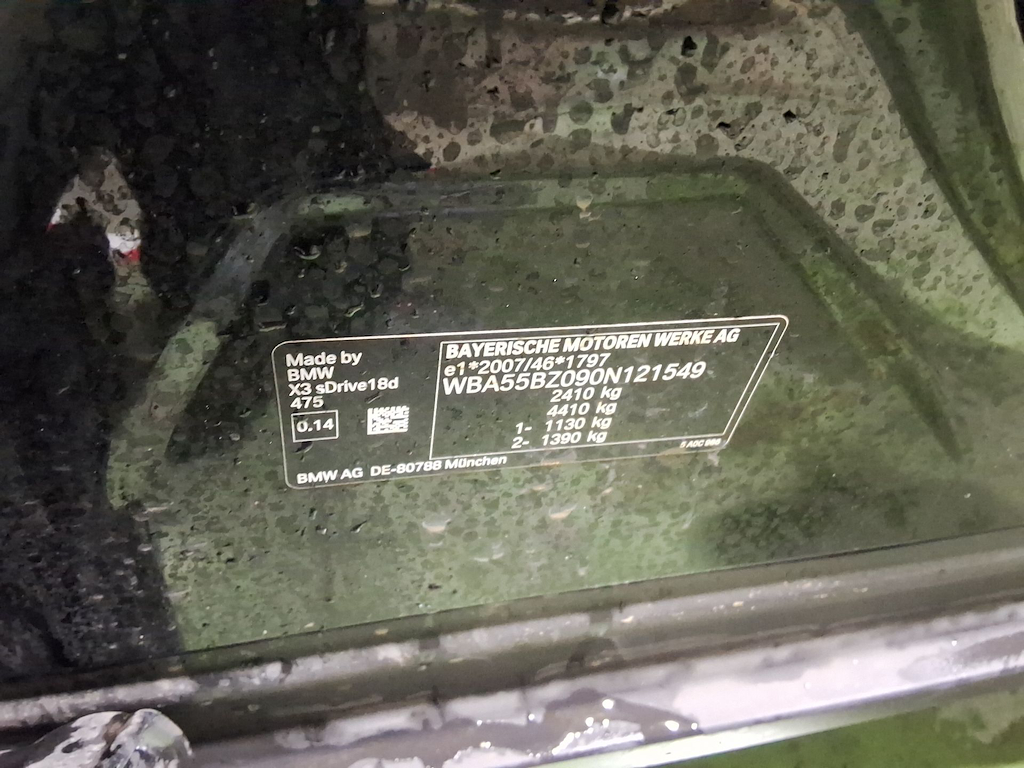 Made by
BMW
X3 sDrive18d
475
0.14
BMW AG DE-80788 München
BAYERISCHE MOTOREN WERKE AG
e1*2007/46*1797
WBA55BZ090N121549
2410 kg
4410 kg
1- 1130 kg
2- 1390 kg